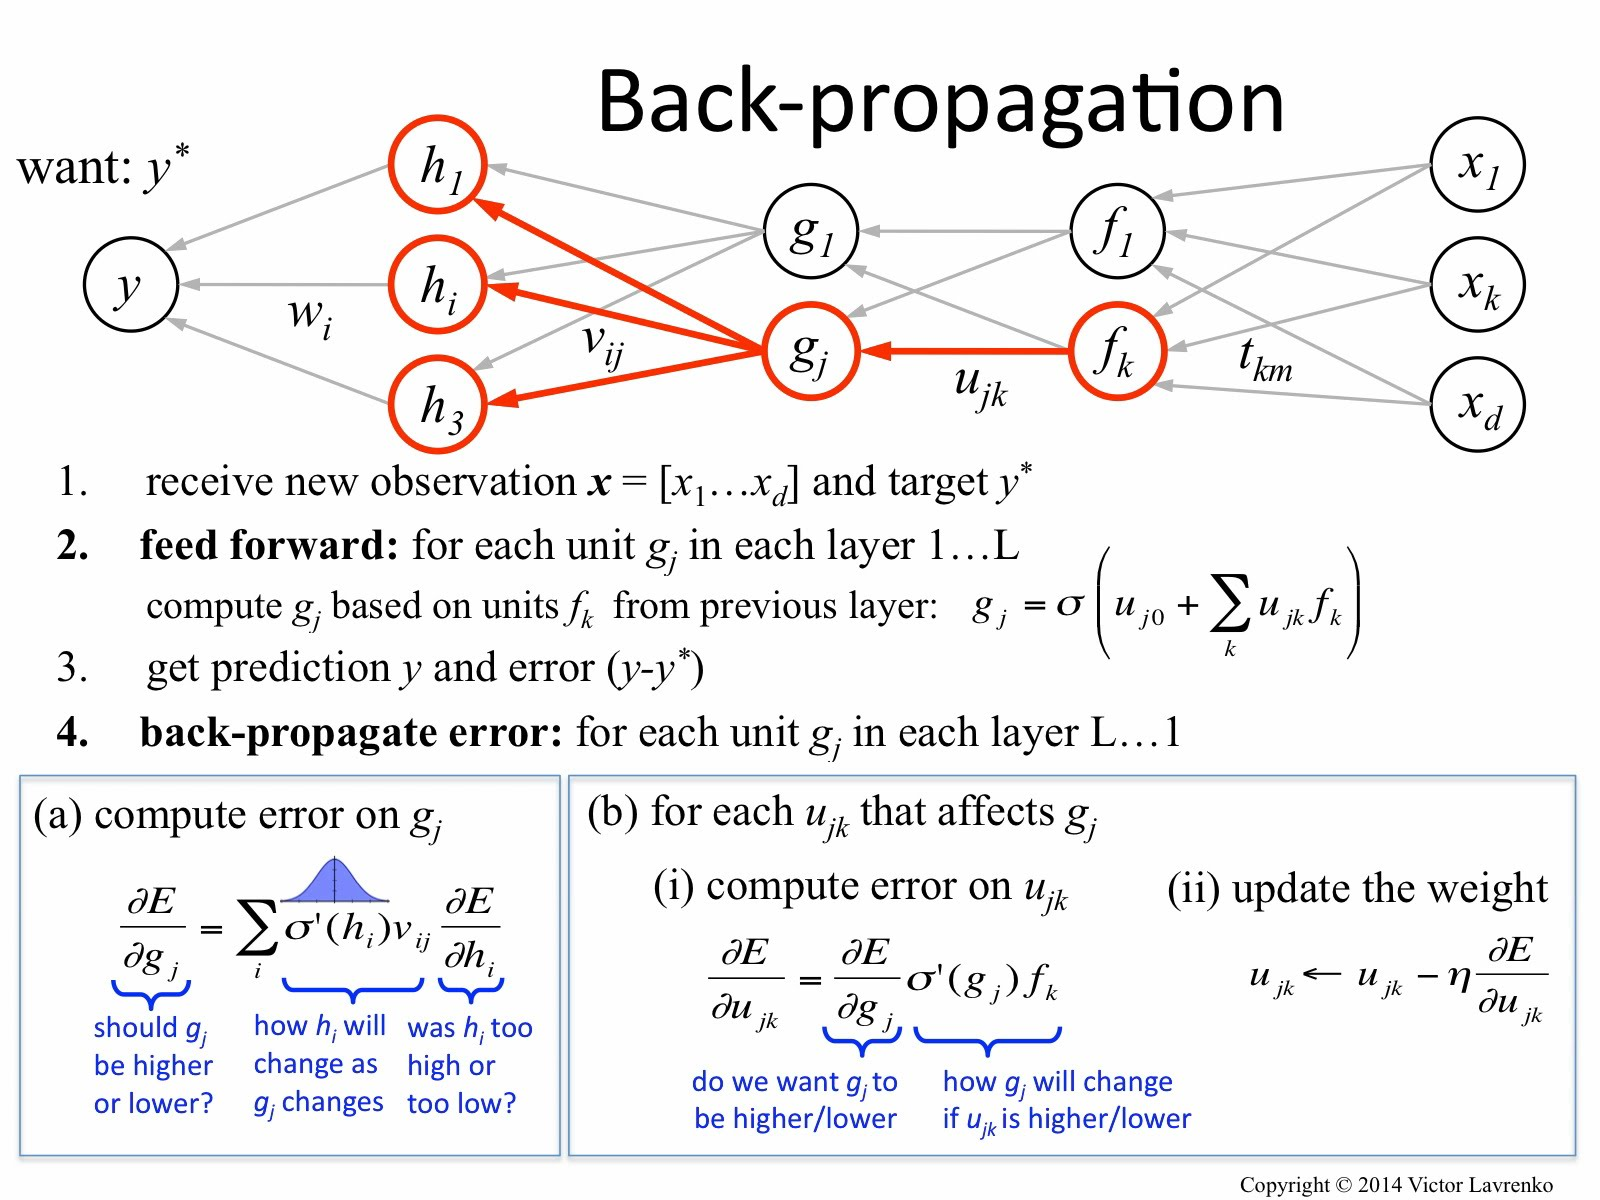 Back-propagation
want: y*
h₁
x₁
g₁
f₁
y
hᵢ
xₖ
wᵢ
vᵢⱼ
gⱼ
fₖ
tₖₘ
uⱼₖ
h₃
x_d
1. receive new observation x = [x₁…x_d] and target y*
2. feed forward: for each unit gⱼ in each layer 1…L
compute gⱼ based on units fₖ from previous layer: gⱼ = σ(uⱼ₀ + ∑ₖ uⱼₖ fₖ)
3. get prediction y and error (y-y*)
4. back-propagate error: for each unit gⱼ in each layer L…1
(a) compute error on gⱼ
∂E/∂gⱼ = ∑ᵢ σ'(hᵢ)vᵢⱼ ∂E/∂hᵢ
should gⱼ
be higher
or lower?
how hᵢ will
change as
gⱼ changes
was hᵢ too
high or
too low?
(b) for each uⱼₖ that affects gⱼ
(i) compute error on uⱼₖ
∂E/∂uⱼₖ = ∂E/∂gⱼ σ'(gⱼ)fₖ
do we want gⱼ to
be higher/lower
how gⱼ will change
if uⱼₖ is higher/lower
(ii) update the weight
uⱼₖ ← uⱼₖ − η ∂E/∂uⱼₖ
Copyright © 2014 Victor Lavrenko